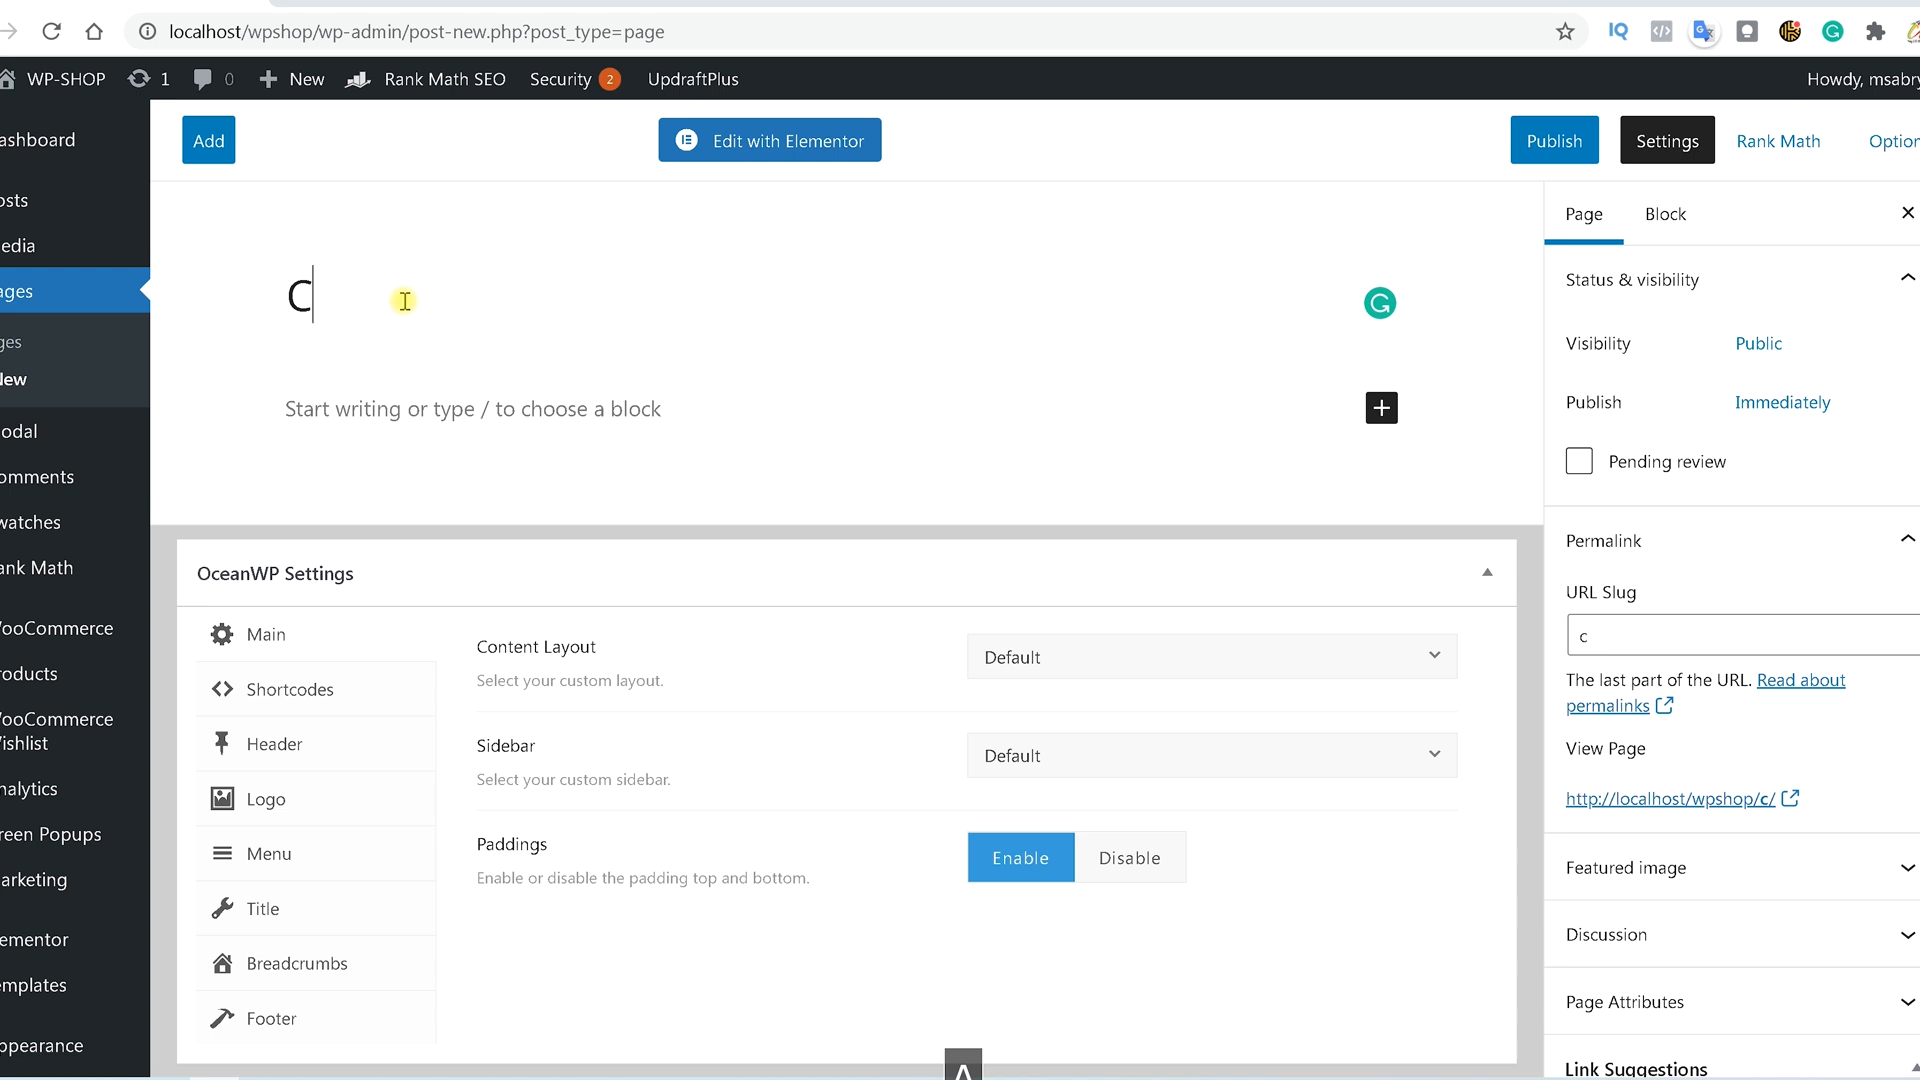 localhost/wpshop/wp-admin/post-new.php?post_type=page
IQ
WP-SHOP
1
0
New
Rank Math SEO
Security 2
UpdraftPlus
Howdy, msabry
Add
Edit with Elementor
Publish
Settings
Rank Math
Option
ashboard
osts
edia
ages
ges
New
odal
omments
watches
ank Math
ooCommerce
roducts
ooCommerce
ishlist
nalytics
reen Popups
arketing
ementor
emplates
ppearance
C
Start writing or type / to choose a block
OceanWP Settings
Main
Shortcodes
Header
Logo
Menu
Title
Breadcrumbs
Footer
Content Layout
Select your custom layout.
Default
Sidebar
Select your custom sidebar.
Default
Paddings
Enable or disable the padding top and bottom.
Enable
Disable
A
Page
Block
Status & visibility
Visibility
Public
Publish
Immediately
Pending review
Permalink
URL Slug
c
The last part of the URL. Read about
permalinks
View Page
http://localhost/wpshop/c/
Featured image
Discussion
Page Attributes
Link Suggestions